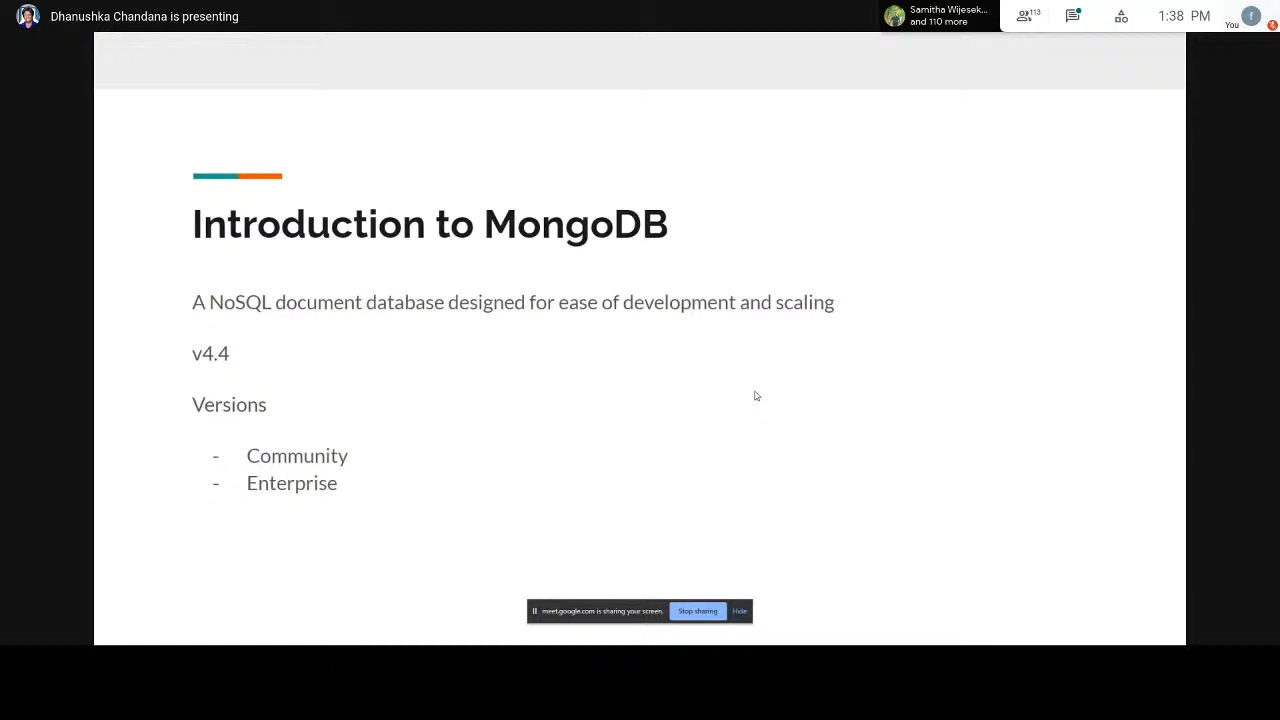 Dhanushka Chandana is presenting
Samitha Wijesek...
and 110 more
113
1:38 PM
You
f
Introduction to MongoDB
A NoSQL document database designed for ease of development and scaling
v4.4
Versions
- Community
- Enterprise
meet.google.com is sharing your screen.
Stop sharing
Hide